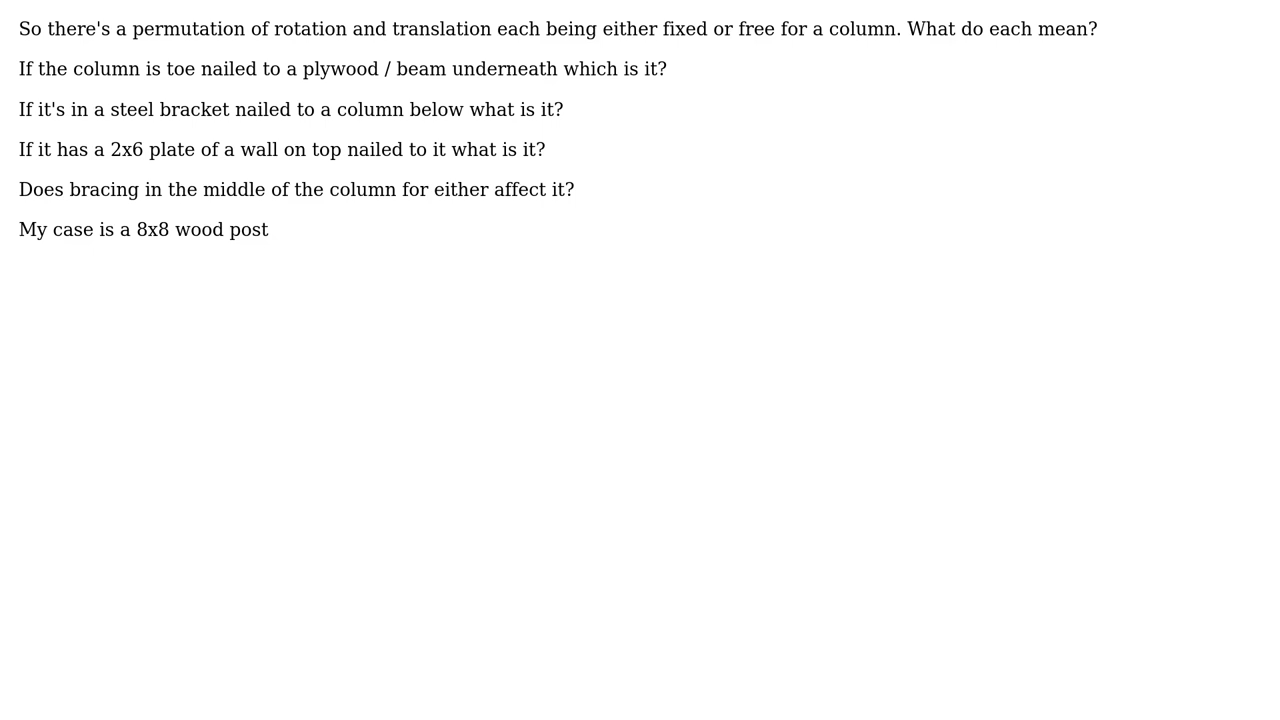 So there's a permutation of rotation and translation each being either fixed or free for a column. What do each mean?
If the column is toe nailed to a plywood / beam underneath which is it?
If it's in a steel bracket nailed to a column below what is it?
If it has a 2x6 plate of a wall on top nailed to it what is it?
Does bracing in the middle of the column for either affect it?
My case is a 8x8 wood post